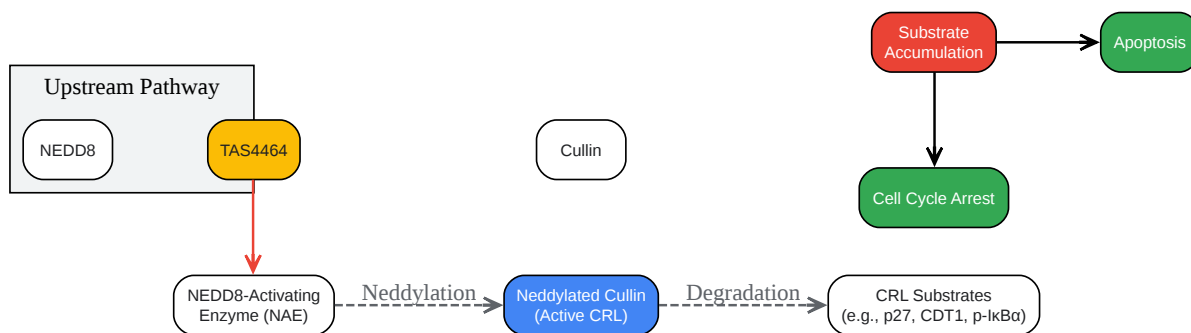 Substrate
Accumulation
Apoptosis
Upstream Pathway
NEDD8
TAS4464
Cullin
Cell Cycle Arrest
NEDD8-Activating
Enzyme (NAE)
Neddylation
Neddylated Cullin
(Active CRL)
Degradation
CRL Substrates
(e.g., p27, CDT1, p-IκBα)